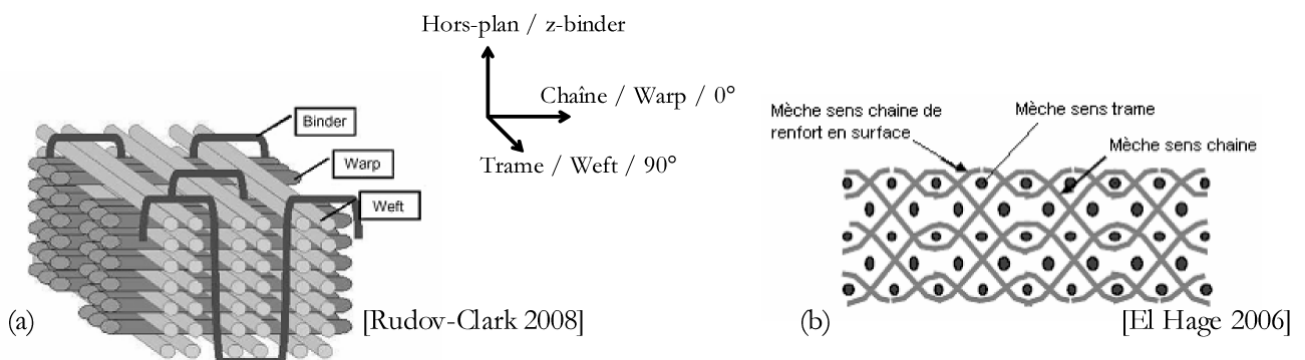 Hors-plan / z-binder
Chaîne / Warp / 0°
Trame / Weft / 90°
Binder
Warp
Weft
(a)
[Rudov-Clark 2008]
Mèche sens chaine de
renfort en surface
Mèche sens trame
Mèche sens chaine
(b)
[El Hage 2006]